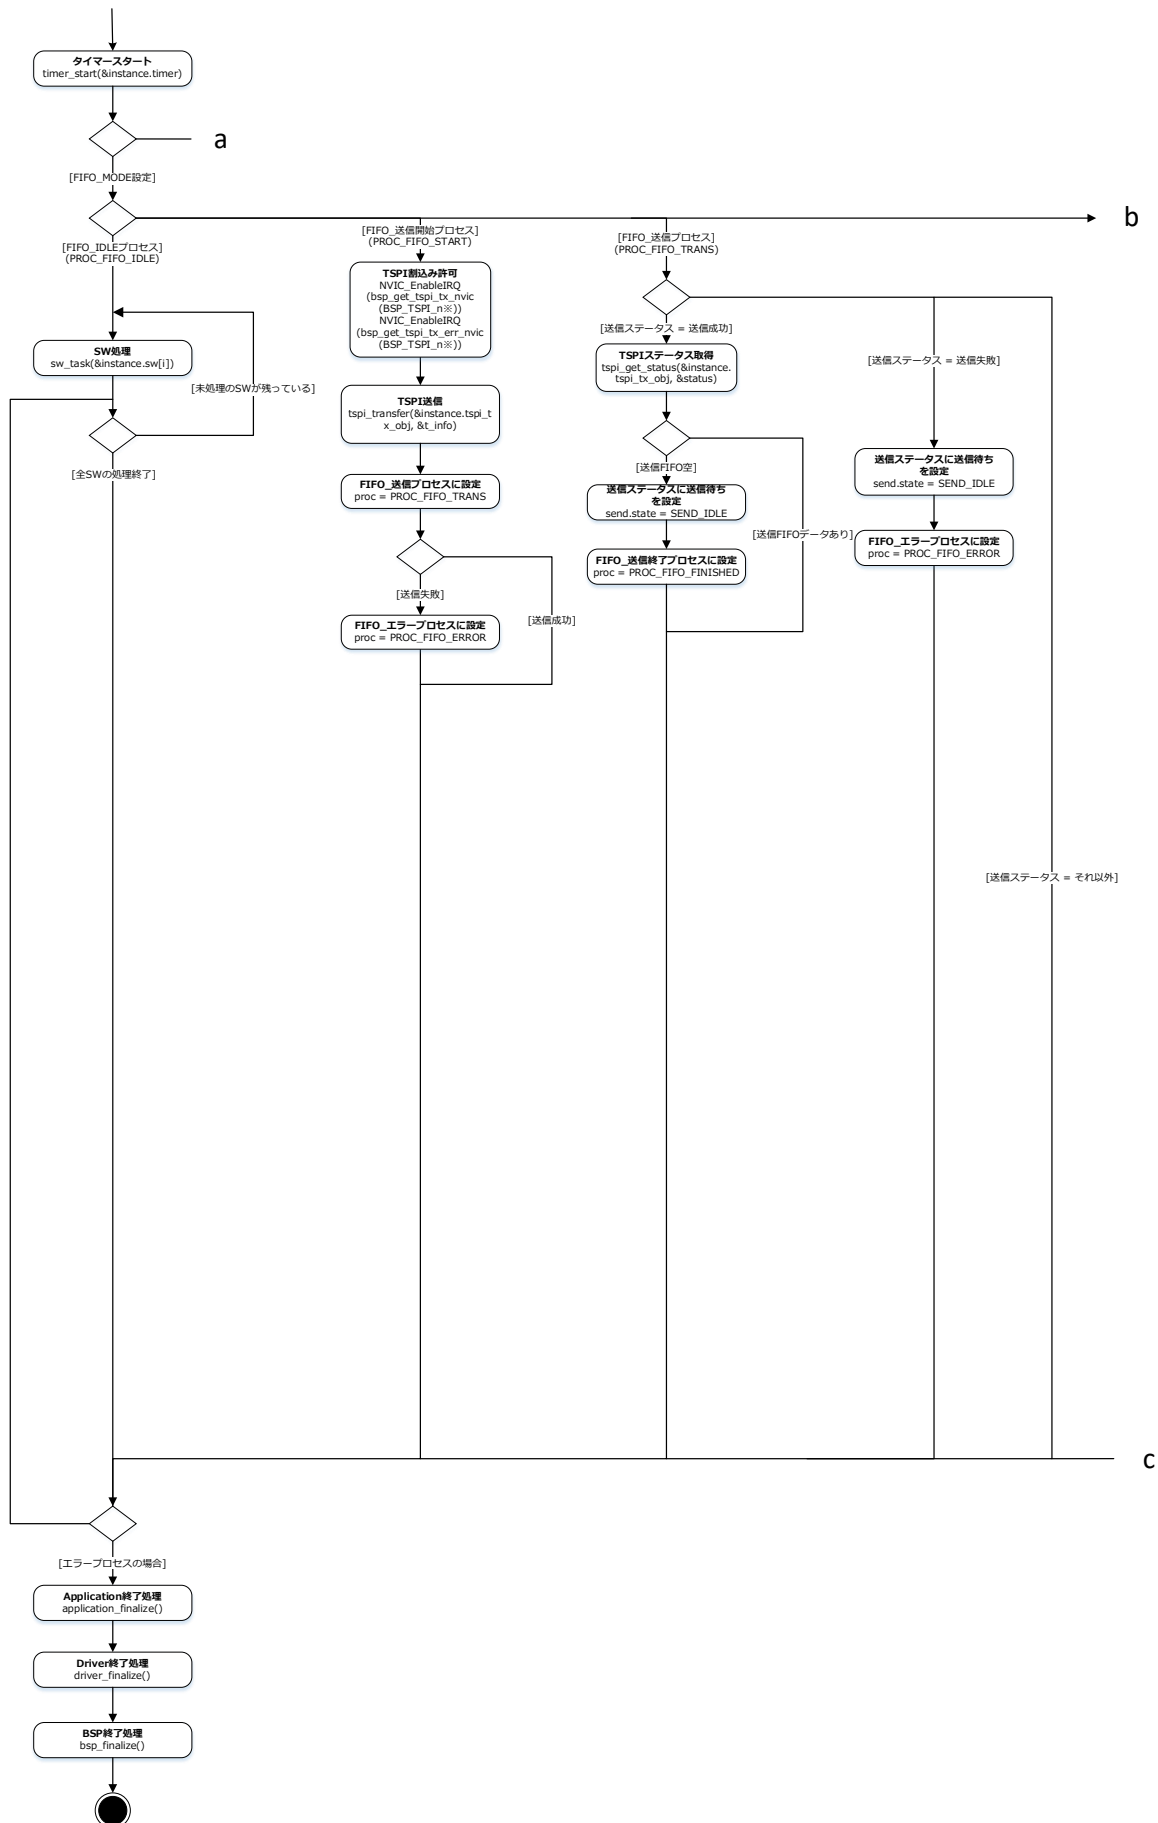 タイマースタート
timer_start(&instance.timer)
a
[FIFO_MODE設定]
b
[FIFO_IDLEプロセス]
(PROC_FIFO_IDLE)
SW処理
sw_task(&instance.sw[i])
[未処理のSWが残っている]
[全SWの処理終了]
[FIFO_送信開始プロセス]
(PROC_FIFO_START)
TSPI割込み許可
NVIC_EnableIRQ
(bsp_get_tspi_tx_nvic
(BSP_TSPI_n※))
NVIC_EnableIRQ
(bsp_get_tspi_tx_err_nvic
(BSP_TSPI_n※))
TSPI送信
tspi_transfer(&instance.tspi_t
x_obj, &t_info)
FIFO_送信プロセスに設定
proc = PROC_FIFO_TRANS
[送信失敗]
FIFO_エラープロセスに設定
proc = PROC_FIFO_ERROR
[送信成功]
[FIFO_送信プロセス]
(PROC_FIFO_TRANS)
[送信ステータス = 送信成功]
TSPIステータス取得
tspi_get_status(&instance.
tspi_tx_obj, &status)
[送信FIFO空]
送信ステータスに送信待ち
を設定
send.state = SEND_IDLE
[送信FIFOデータあり]
FIFO_送信終了プロセスに設定
proc = PROC_FIFO_FINISHED
[送信ステータス = 送信失敗]
送信ステータスに送信待ち
を設定
send.state = SEND_IDLE
FIFO_エラープロセスに設定
proc = PROC_FIFO_ERROR
[送信ステータス = それ以外]
c
[エラープロセスの場合]
Application終了処理
application_finalize()
Driver終了処理
driver_finalize()
BSP終了処理
bsp_finalize()